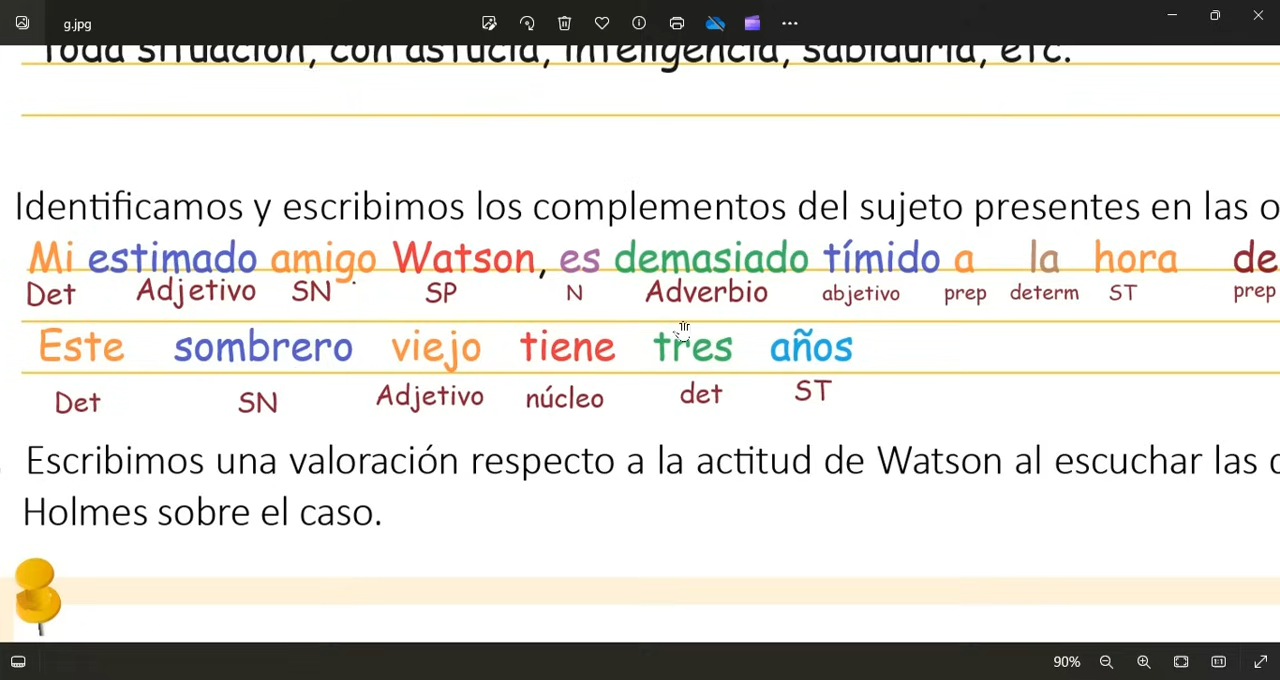 g.jpg
Toda situación, con astucia, inteligencia, sabiduría, etc.
Identificamos y escribimos los complementos del sujeto presentes en las o
Mi estimado amigo Watson, es demasiado tímido a la hora de
Det Adjetivo SN SP N Adverbio abjetivo prep determ ST prep
Este sombrero viejo tiene tres años
Det SN Adjetivo núcleo det ST
Escribimos una valoración respecto a la actitud de Watson al escuchar las
Holmes sobre el caso.
90%